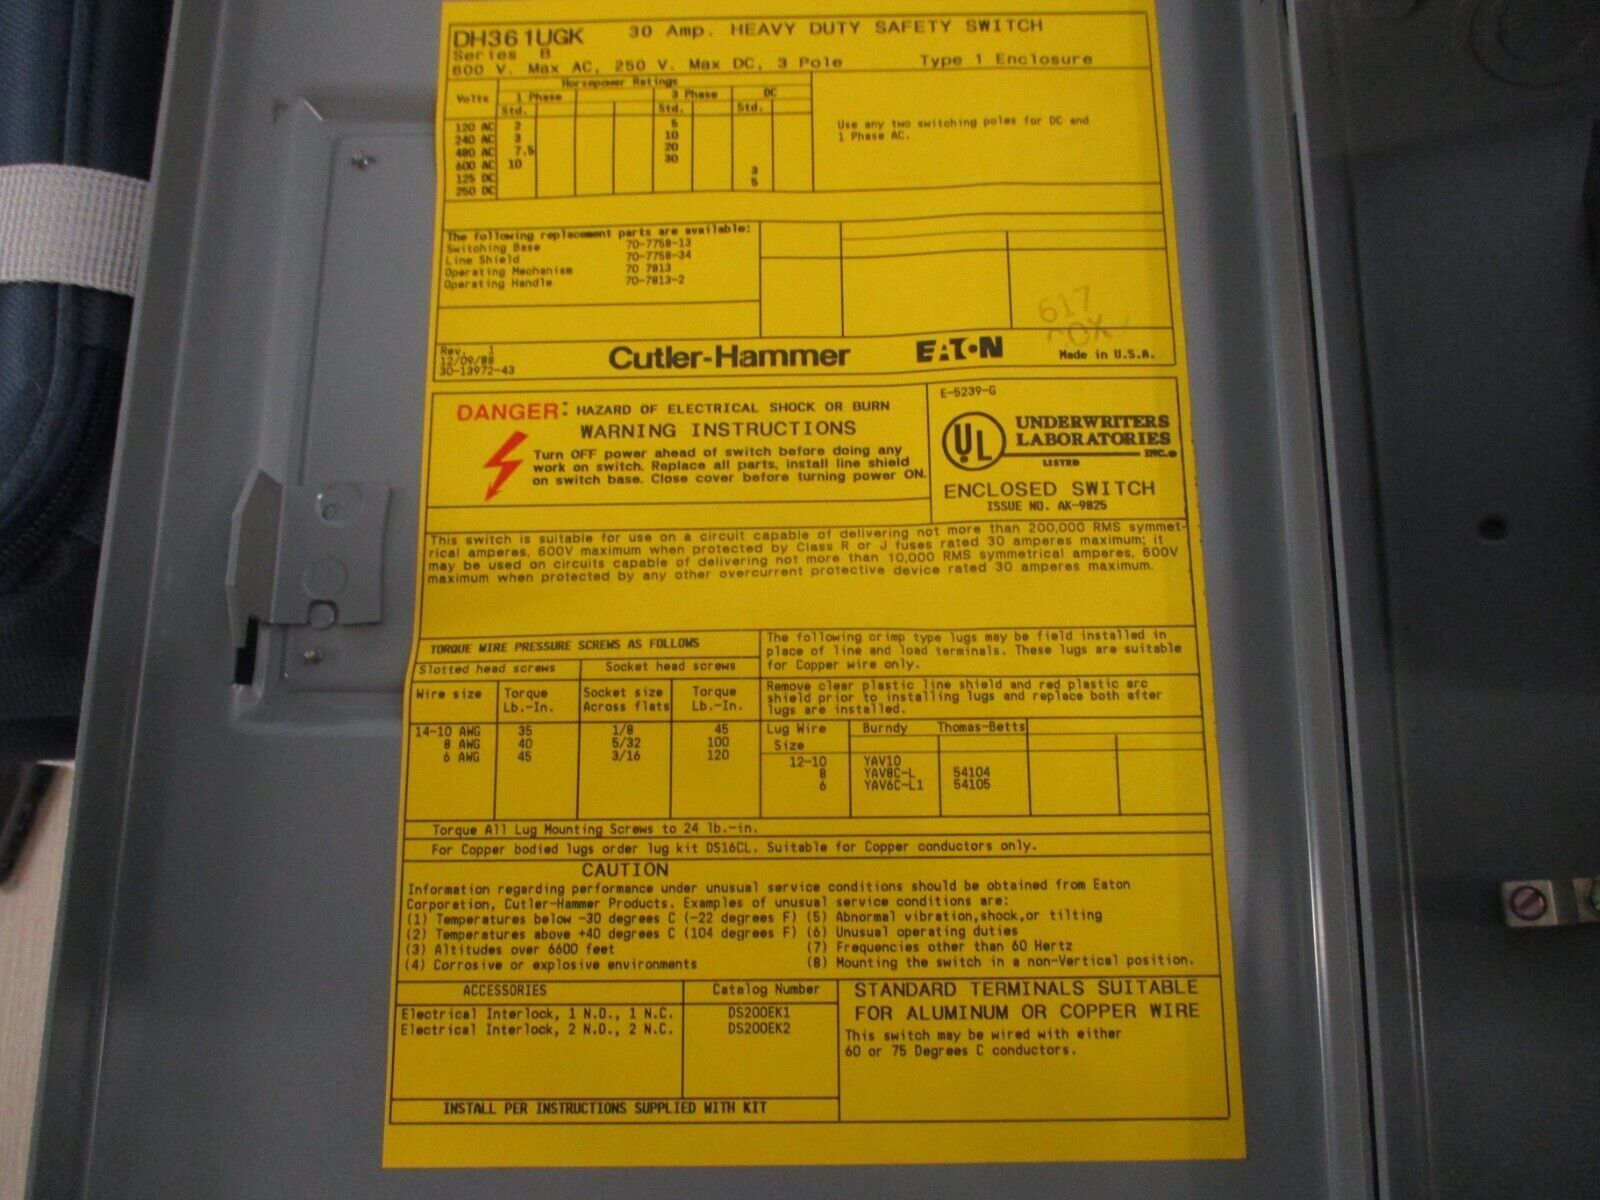 DH361UGK 30 Amp. HEAVY DUTY SAFETY SWITCH
Series B
600 V. Max AC, 250 V. Max DC, 3 Pole Type 1 Enclosure
Horsepower Ratings
Volts 1 Phase 3 Phase DC
Std. Std. Std.
120 AC 2 5
240 AC 3 10
480 AC 7.5 20
600 AC 10 30
125 DC 3
250 DC 5
Use any two switching poles for DC and
1 Phase AC.
The following replacement parts are available:
Switching Base 70-7758-13
Line Shield 70-7758-34
Operating Mechanism 70 7813
Operating Handle 70-7813-2
617
Rev. 1
12/09/88
30-13972-43
Cutler-Hammer EATON Made in U.S.A.
DANGER: HAZARD OF ELECTRICAL SHOCK OR BURN
WARNING INSTRUCTIONS
Turn OFF power ahead of switch before doing any
work on switch. Replace all parts, install line shield
on switch base. Close cover before turning power ON.
E-5239-G
UL UNDERWRITERS
LABORATORIES
INC.®
LISTED
ENCLOSED SWITCH
ISSUE NO. AK-9825
This switch is suitable for use on a circuit capable of delivering not more than 200,000 RMS symmet-
rical amperes, 600V maximum when protected by Class R or J fuses rated 30 amperes maximum; it
may be used on circuits capable of delivering not more than 10,000 RMS symmetrical amperes, 600V
maximum when protected by any other overcurrent protective device rated 30 amperes maximum.
TORQUE WIRE PRESSURE SCREWS AS FOLLOWS
Slotted head screws Socket head screws
Wire size Torque Socket size Torque
Lb.-In. Across flats Lb.-In.
14-10 AWG 35 1/8 45
8 AWG 40 5/32 100
6 AWG 45 3/16 120
The following crimp type lugs may be field installed in
place of line and load terminals. These lugs are suitable
for Copper wire only.
Remove clear plastic line shield and red plastic arc
shield prior to installing lugs and replace both after
lugs are installed.
Lug Wire Burndy Thomas-Betts
Size
12-10 YAV10
8 YAV8C-L 54104
6 YAV6C-L1 54105
Torque All Lug Mounting Screws to 24 lb.-in.
For Copper bodied lugs order lug kit DS16CL. Suitable for Copper conductors only.
CAUTION
Information regarding performance under unusual service conditions should be obtained from Eaton
Corporation, Cutler-Hammer Products. Examples of unusual service conditions are:
(1) Temperatures below -30 degrees C (-22 degrees F) (5) Abnormal vibration,shock,or tilting
(2) Temperatures above +40 degrees C (104 degrees F) (6) Unusual operating duties
(3) Altitudes over 6600 feet (7) Frequencies other than 60 Hertz
(4) Corrosive or explosive environments (8) Mounting the switch in a non-Vertical position.
ACCESSORIES Catalog Number
Electrical Interlock, 1 N.O., 1 N.C. DS200EK1
Electrical Interlock, 2 N.O., 2 N.C. DS200EK2
INSTALL PER INSTRUCTIONS SUPPLIED WITH KIT
STANDARD TERMINALS SUITABLE
FOR ALUMINUM OR COPPER WIRE
This switch may be wired with either
60 or 75 Degrees C conductors.